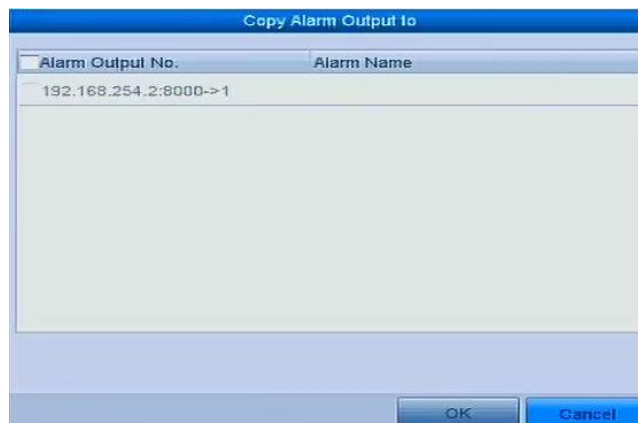 Copy Alarm Output to
Alarm Output No. Alarm Name
192.168.254.2:8000->1
OK Cancel